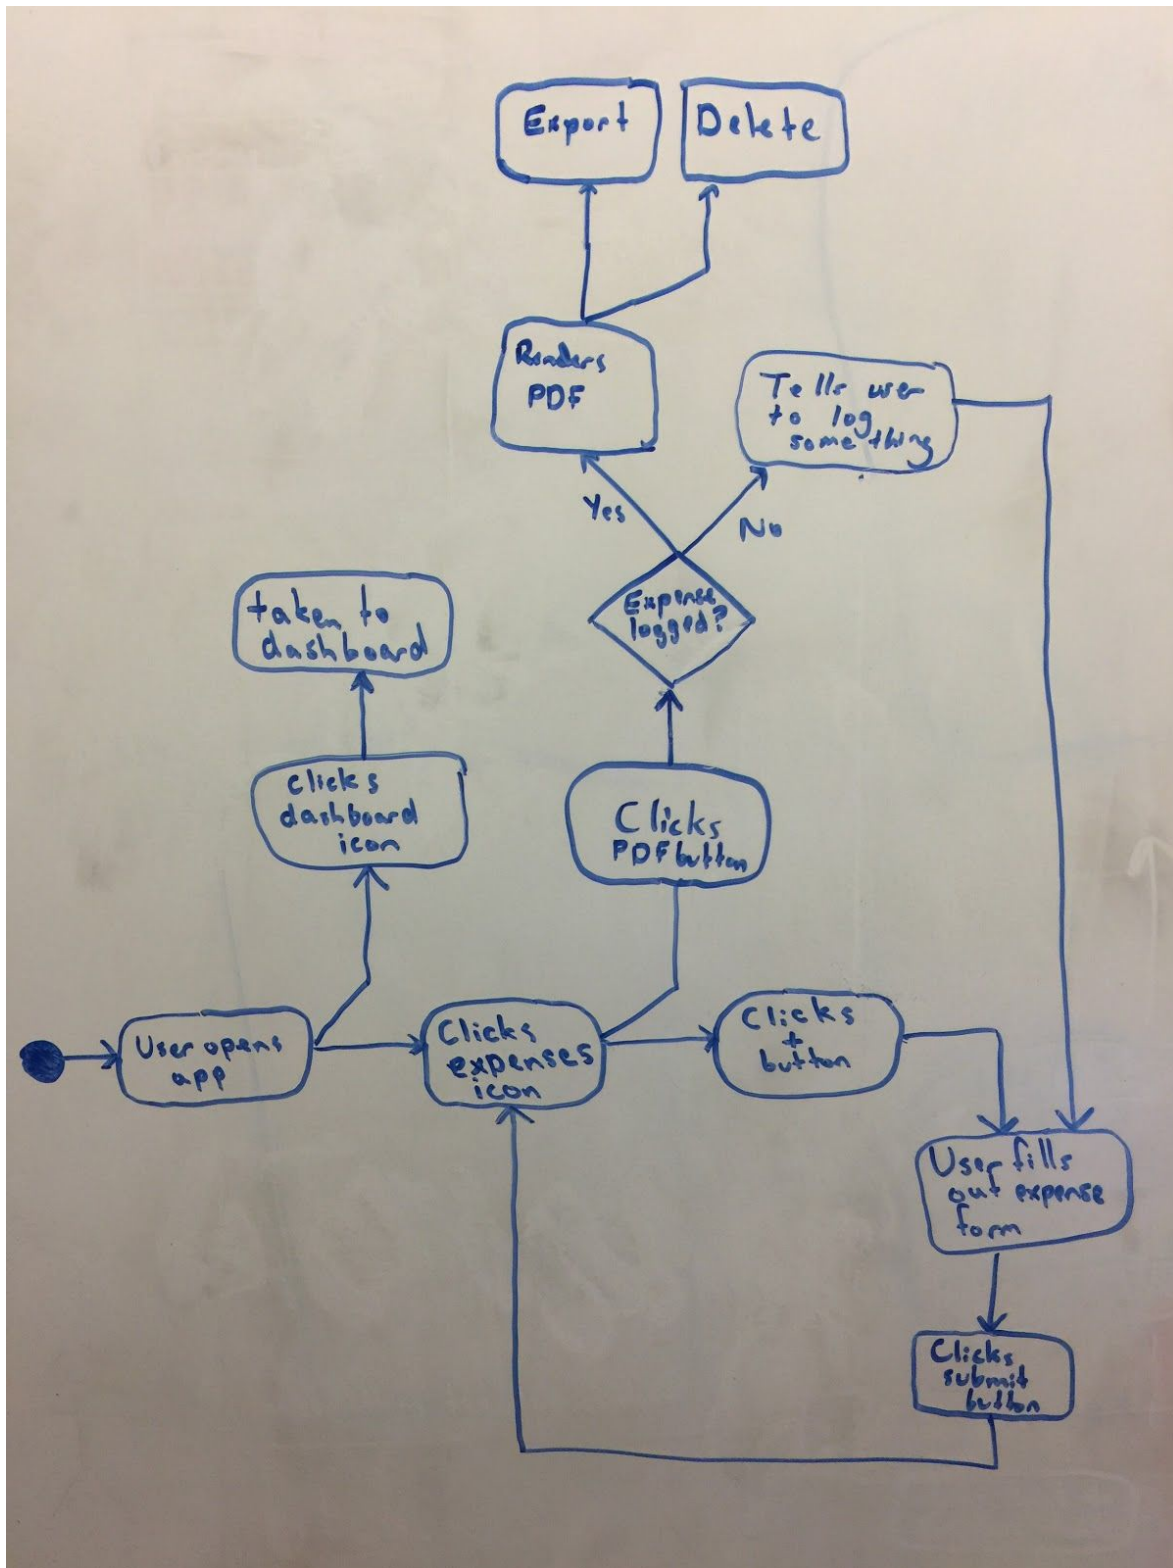 Export
Delete
Renders
PDF
Tells user
to log
something
Yes
No
Expense
logged?
taken to
dashboard
clicks
dashboard
icon
Clicks
PDF button
User opens
app
Clicks
expenses
icon
Clicks
+
button
User fills
out expense
form
Clicks
submit
button